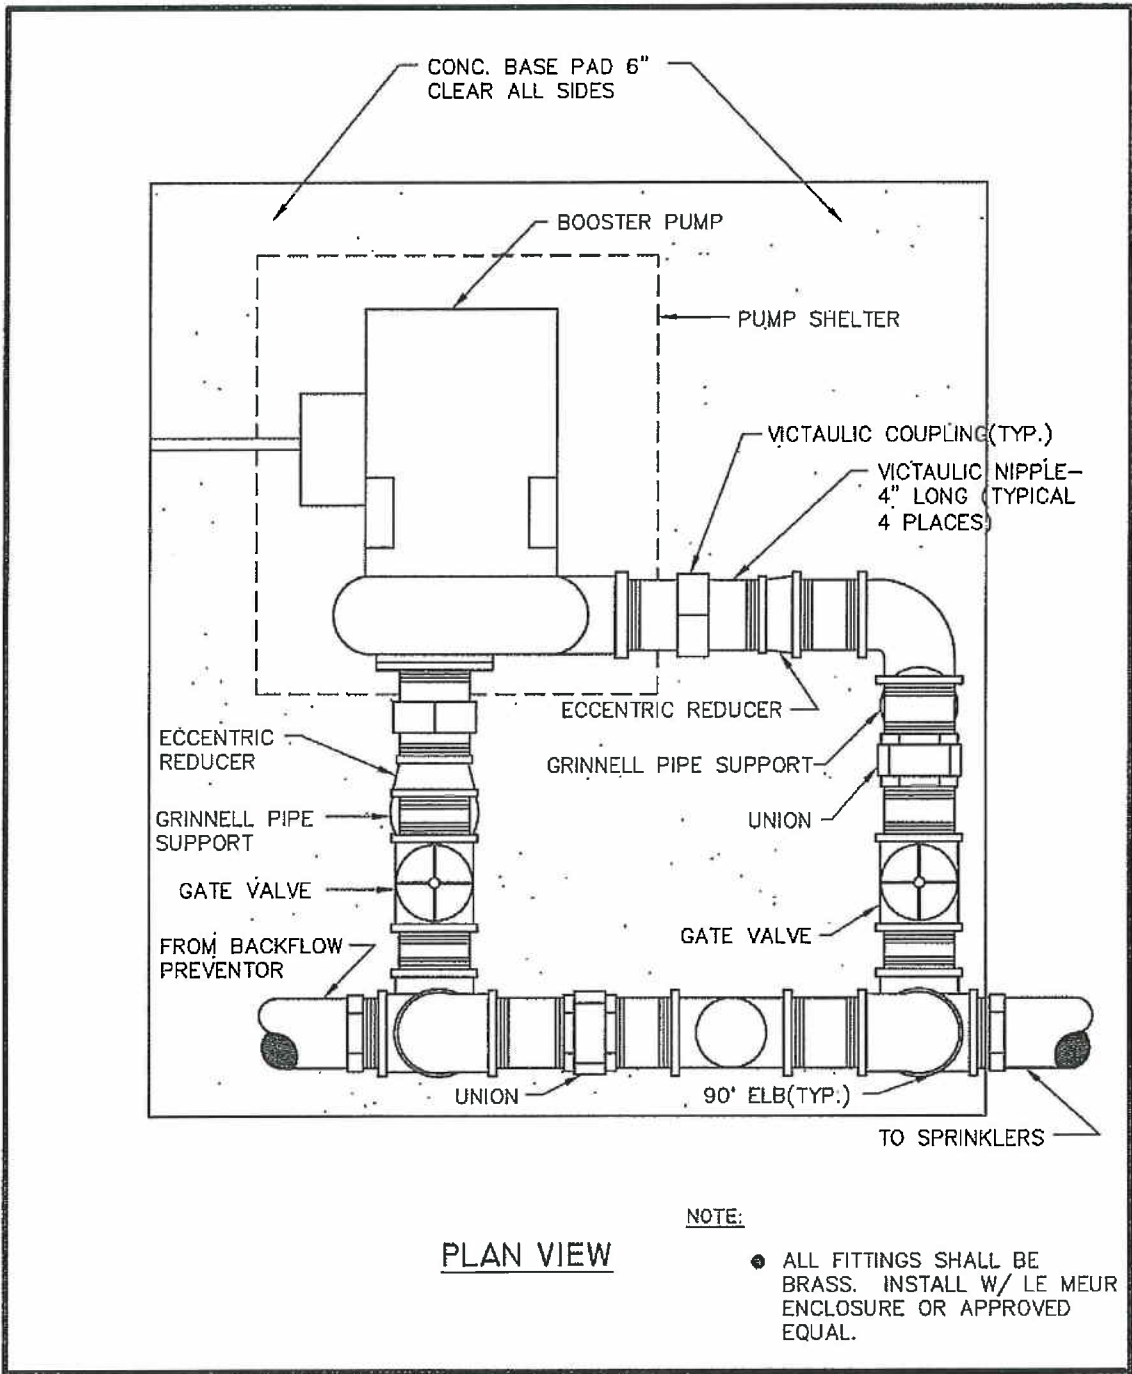 CONC. BASE PAD 6"
CLEAR ALL SIDES
BOOSTER PUMP
PUMP SHELTER
VICTAULIC COUPLING(TYP.)
VICTAULIC NIPPLE-
4" LONG (TYPICAL
4 PLACES)
ECCENTRIC REDUCER
ECCENTRIC
REDUCER
GRINNELL PIPE SUPPORT
GRINNELL PIPE
SUPPORT
UNION
GATE VALVE
GATE VALVE
FROM BACKFLOW
PREVENTOR
UNION
90° ELB(TYP.)
TO SPRINKLERS
NOTE:
PLAN VIEW
● ALL FITTINGS SHALL BE
BRASS. INSTALL W/ LE MEUR
ENCLOSURE OR APPROVED
EQUAL.